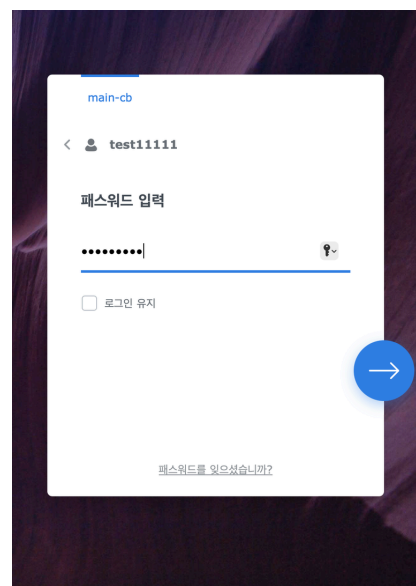 main-cb
test11111
패스워드 입력
•••••••••
로그인 유지
패스워드를 잊으셨습니까?